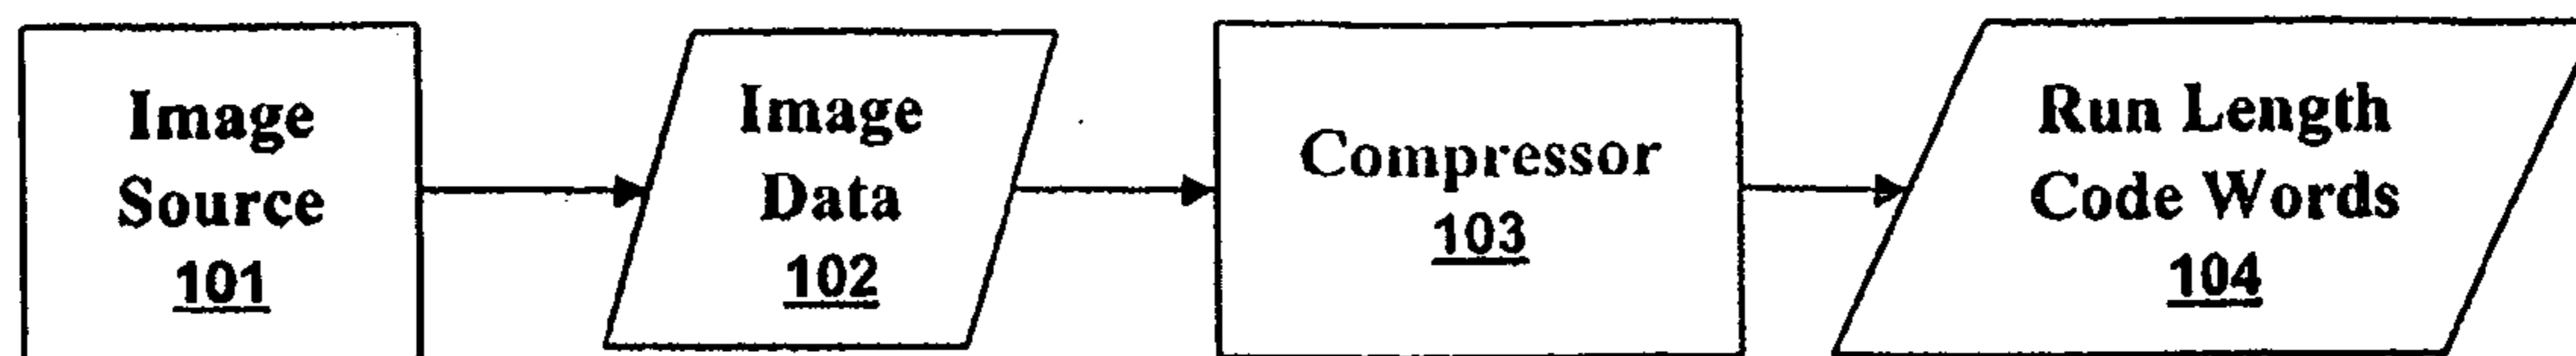 Image
Source
101
Image
Data
102
Compressor
103
Run Length
Code Words
104